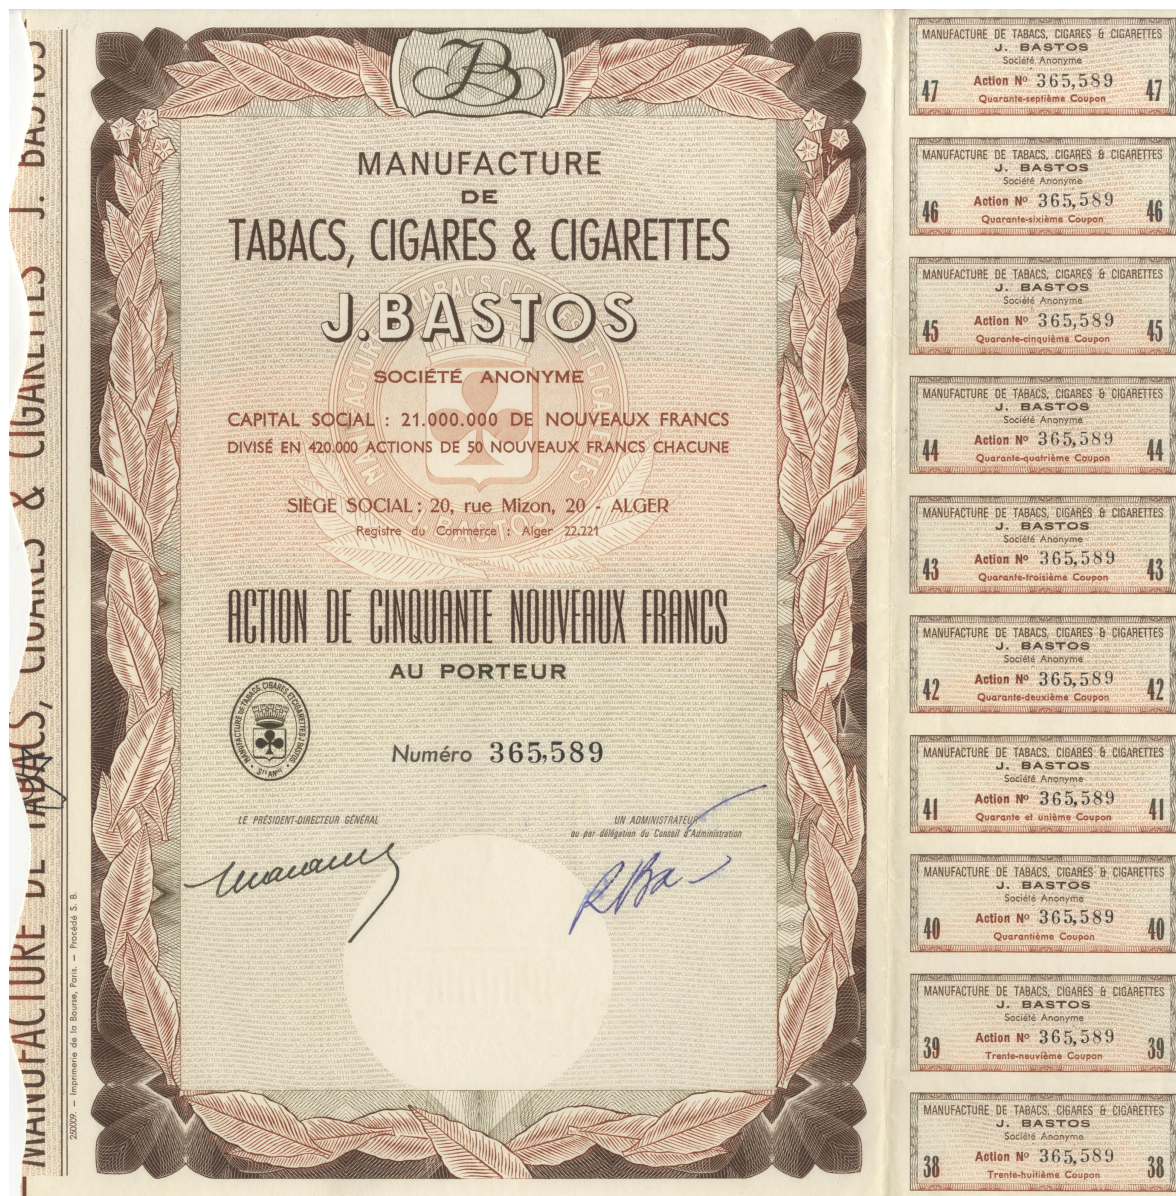 JB
MANUFACTURE
DE
TABACS, CIGARES & CIGARETTES
J. BASTOS
SOCIÉTÉ ANONYME
CAPITAL SOCIAL : 21.000.000 DE NOUVEAUX FRANCS
DIVISÉ EN 420.000 ACTIONS DE 50 NOUVEAUX FRANCS CHACUNE
SIÈGE SOCIAL : 20, rue Mizon, 20 - ALGER
Registre du Commerce : Alger 22.221
ACTION DE CINQUANTE NOUVEAUX FRANCS
AU PORTEUR
MANUFACTURE DE TABACS CIGARES ET CIGARETTES J. BASTOS
Numéro 365,589
LE PRÉSIDENT-DIRECTEUR GÉNÉRAL
UN ADMINISTRATEUR
ou par délégation du Conseil d'Administration
MANUFACTURE DE TABACS, CIGARES & CIGARETTES J. BASTOS
250009. — Imprimerie de la Bourse, Paris. — Procédé S. B.
MANUFACTURE DE TABACS, CIGARES & CIGARETTES
J. BASTOS
Société Anonyme
47 Action Nº 365,589 47
Quarante-septième Coupon
MANUFACTURE DE TABACS, CIGARES & CIGARETTES
J. BASTOS
Société Anonyme
46 Action Nº 365,589 46
Quarante-sixième Coupon
MANUFACTURE DE TABACS, CIGARES & CIGARETTES
J. BASTOS
Société Anonyme
45 Action Nº 365,589 45
Quarante-cinquième Coupon
MANUFACTURE DE TABACS, CIGARES & CIGARETTES
J. BASTOS
Société Anonyme
44 Action Nº 365,589 44
Quarante-quatrième Coupon
MANUFACTURE DE TABACS, CIGARES & CIGARETTES
J. BASTOS
Société Anonyme
43 Action Nº 365,589 43
Quarante-troisième Coupon
MANUFACTURE DE TABACS, CIGARES & CIGARETTES
J. BASTOS
Société Anonyme
42 Action Nº 365,589 42
Quarante-deuxième Coupon
MANUFACTURE DE TABACS, CIGARES & CIGARETTES
J. BASTOS
Société Anonyme
41 Action Nº 365,589 41
Quarante et unième Coupon
MANUFACTURE DE TABACS, CIGARES & CIGARETTES
J. BASTOS
Société Anonyme
40 Action Nº 365,589 40
Quarantième Coupon
MANUFACTURE DE TABACS, CIGARES & CIGARETTES
J. BASTOS
Société Anonyme
39 Action Nº 365,589 39
Trente-neuvième Coupon
MANUFACTURE DE TABACS, CIGARES & CIGARETTES
J. BASTOS
Société Anonyme
38 Action Nº 365,589 38
Trente-huitième Coupon